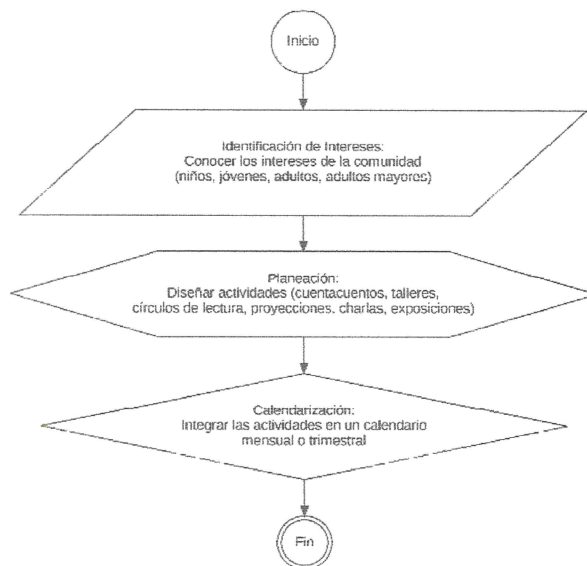 Inicio
Identificación de Intereses:
Conocer los intereses de la comunidad
(niños, jóvenes, adultos, adultos mayores)
Planeación:
Diseñar actividades (cuentacuentos, talleres,
círculos de lectura, proyecciones, charlas, exposiciones)
Calendarización:
Integrar las actividades en un calendario
mensual o trimestral
Fin